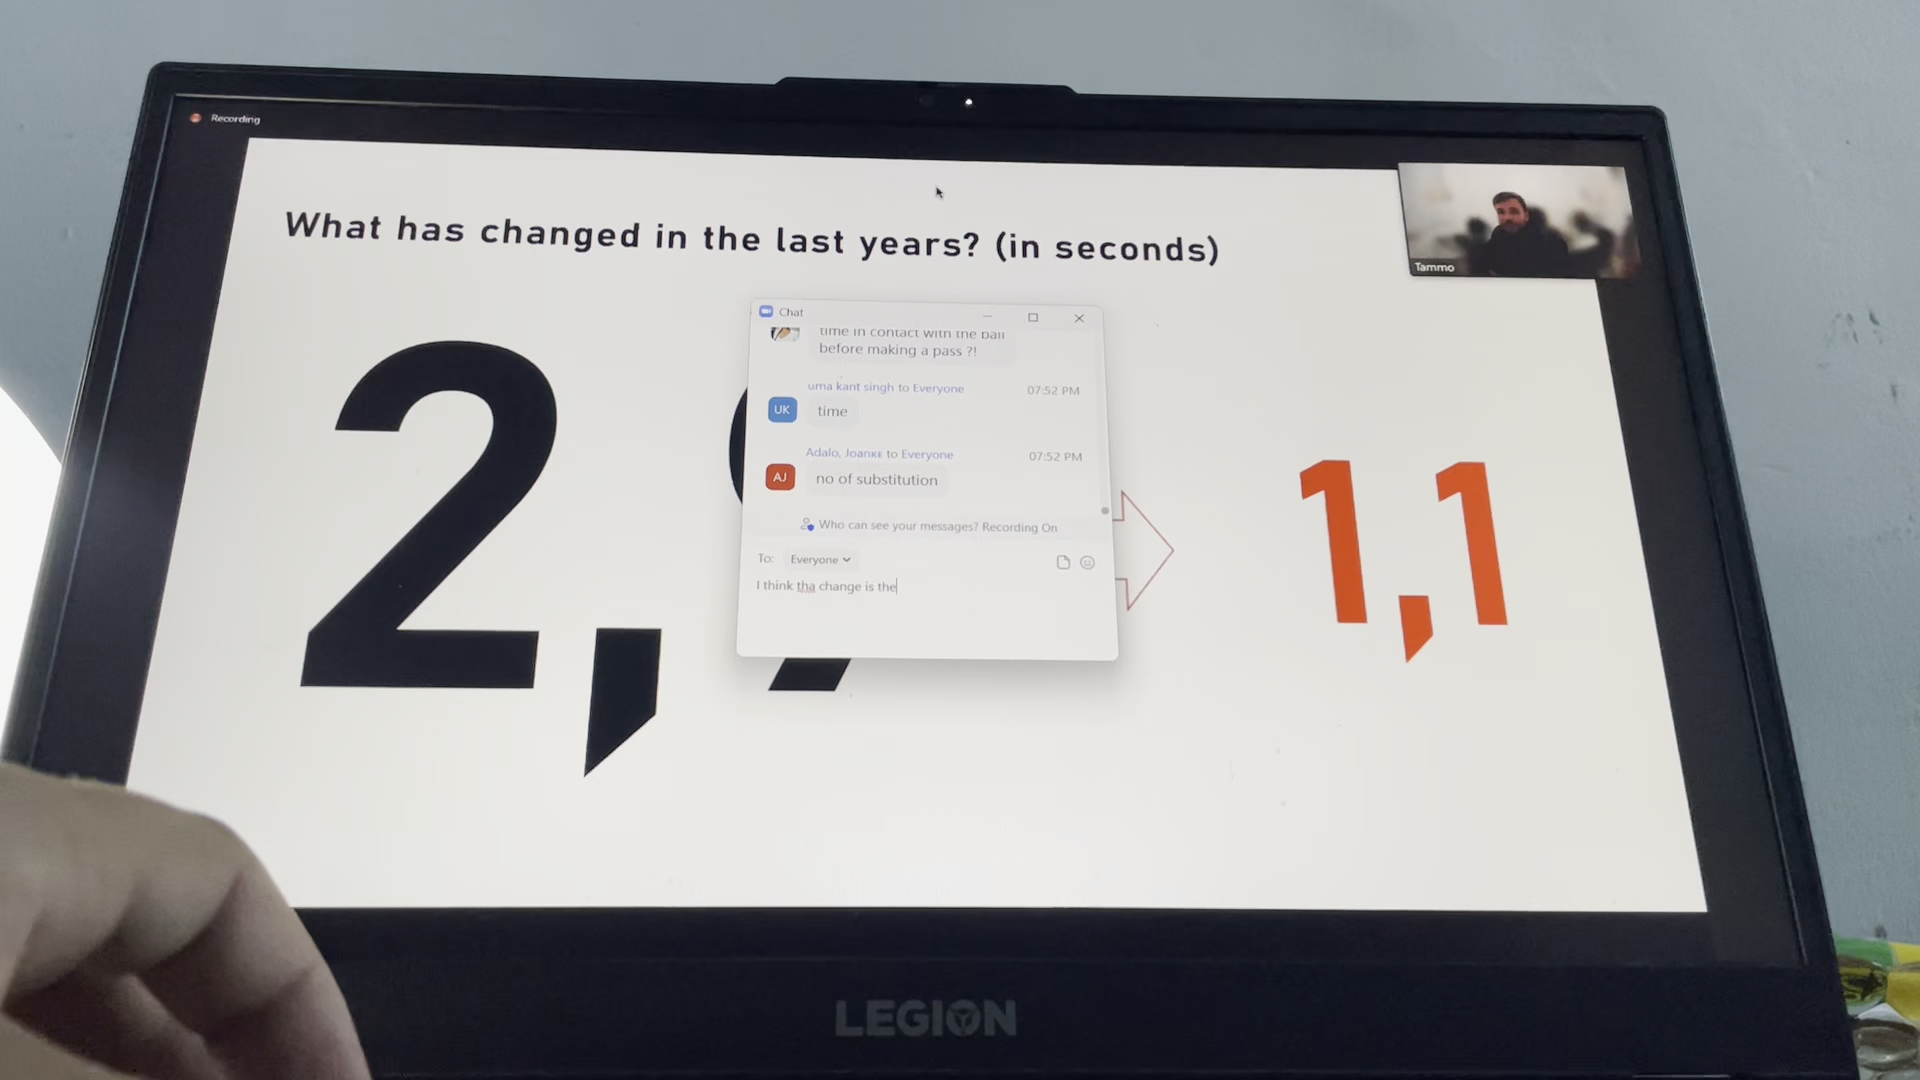 Recording
What has changed in the last years? (in seconds)
Tammo
2,9
1,1
Chat
time in contact with the ball
before making a pass ?!
uma kant singh to Everyone
07:52 PM
UK
time
Adalo, Joanke to Everyone
07:52 PM
AJ
no of substitution
Who can see your messages? Recording On
To: Everyone
I think tha change is the
LEGION